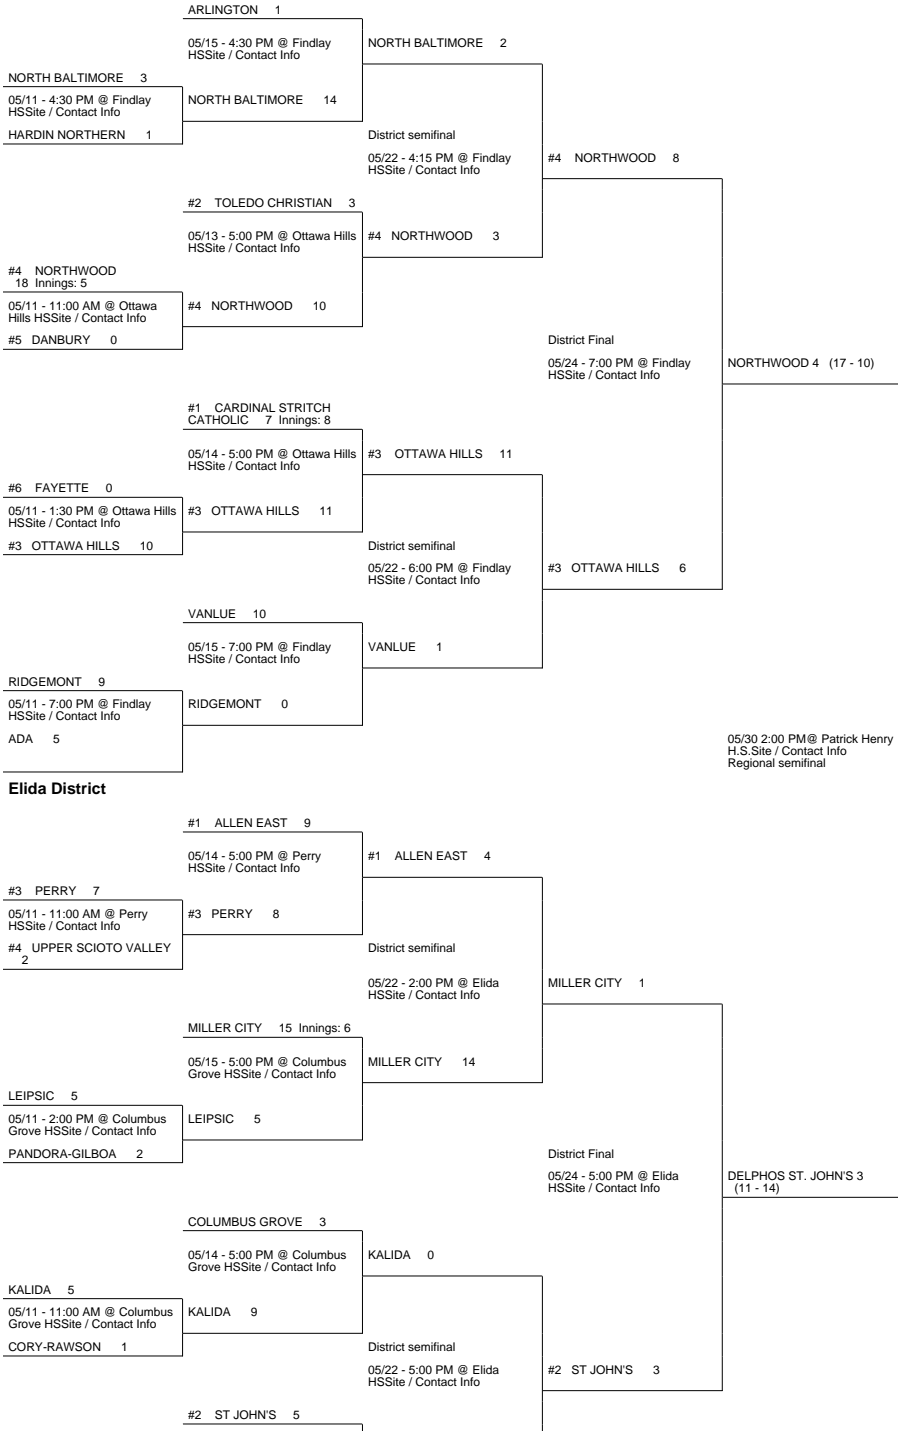 ARLINGTON 1
05/15 - 4:30 PM @ Findlay
HSSite / Contact Info
NORTH BALTIMORE 2
NORTH BALTIMORE 3
05/11 - 4:30 PM @ Findlay
HSSite / Contact Info
NORTH BALTIMORE 14
HARDIN NORTHERN 1
District semifinal
05/22 - 4:15 PM @ Findlay
HSSite / Contact Info
#4 NORTHWOOD 8
#2 TOLEDO CHRISTIAN 3
05/13 - 5:00 PM @ Ottawa Hills
HSSite / Contact Info
#4 NORTHWOOD 3
#4 NORTHWOOD
18 Innings: 5
05/11 - 11:00 AM @ Ottawa
Hills HSSite / Contact Info
#4 NORTHWOOD 10
#5 DANBURY 0
District Final
05/24 - 7:00 PM @ Findlay
HSSite / Contact Info
NORTHWOOD 4 (17 - 10)
#1 CARDINAL STRITCH
CATHOLIC 7 Innings: 8
05/14 - 5:00 PM @ Ottawa Hills
HSSite / Contact Info
#3 OTTAWA HILLS 11
#6 FAYETTE 0
05/11 - 1:30 PM @ Ottawa Hills
HSSite / Contact Info
#3 OTTAWA HILLS 11
#3 OTTAWA HILLS 10
District semifinal
05/22 - 6:00 PM @ Findlay
HSSite / Contact Info
#3 OTTAWA HILLS 6
VANLUE 10
05/15 - 7:00 PM @ Findlay
HSSite / Contact Info
VANLUE 1
RIDGEMONT 9
05/11 - 7:00 PM @ Findlay
HSSite / Contact Info
RIDGEMONT 0
ADA 5
05/30 2:00 PM@ Patrick Henry
H.S.Site / Contact Info
Regional semifinal
Elida District
#1 ALLEN EAST 9
05/14 - 5:00 PM @ Perry
HSSite / Contact Info
#1 ALLEN EAST 4
#3 PERRY 7
05/11 - 11:00 AM @ Perry
HSSite / Contact Info
#3 PERRY 8
#4 UPPER SCIOTO VALLEY
2
District semifinal
05/22 - 2:00 PM @ Elida
HSSite / Contact Info
MILLER CITY 1
MILLER CITY 15 Innings: 6
05/15 - 5:00 PM @ Columbus
Grove HSSite / Contact Info
MILLER CITY 14
LEIPSIC 5
05/11 - 2:00 PM @ Columbus
Grove HSSite / Contact Info
LEIPSIC 5
PANDORA-GILBOA 2
District Final
05/24 - 5:00 PM @ Elida
HSSite / Contact Info
DELPHOS ST. JOHN'S 3
(11 - 14)
COLUMBUS GROVE 3
05/14 - 5:00 PM @ Columbus
Grove HSSite / Contact Info
KALIDA 0
KALIDA 5
05/11 - 11:00 AM @ Columbus
Grove HSSite / Contact Info
KALIDA 9
CORY-RAWSON 1
District semifinal
05/22 - 5:00 PM @ Elida
HSSite / Contact Info
#2 ST JOHN'S 3
#2 ST JOHN'S 5